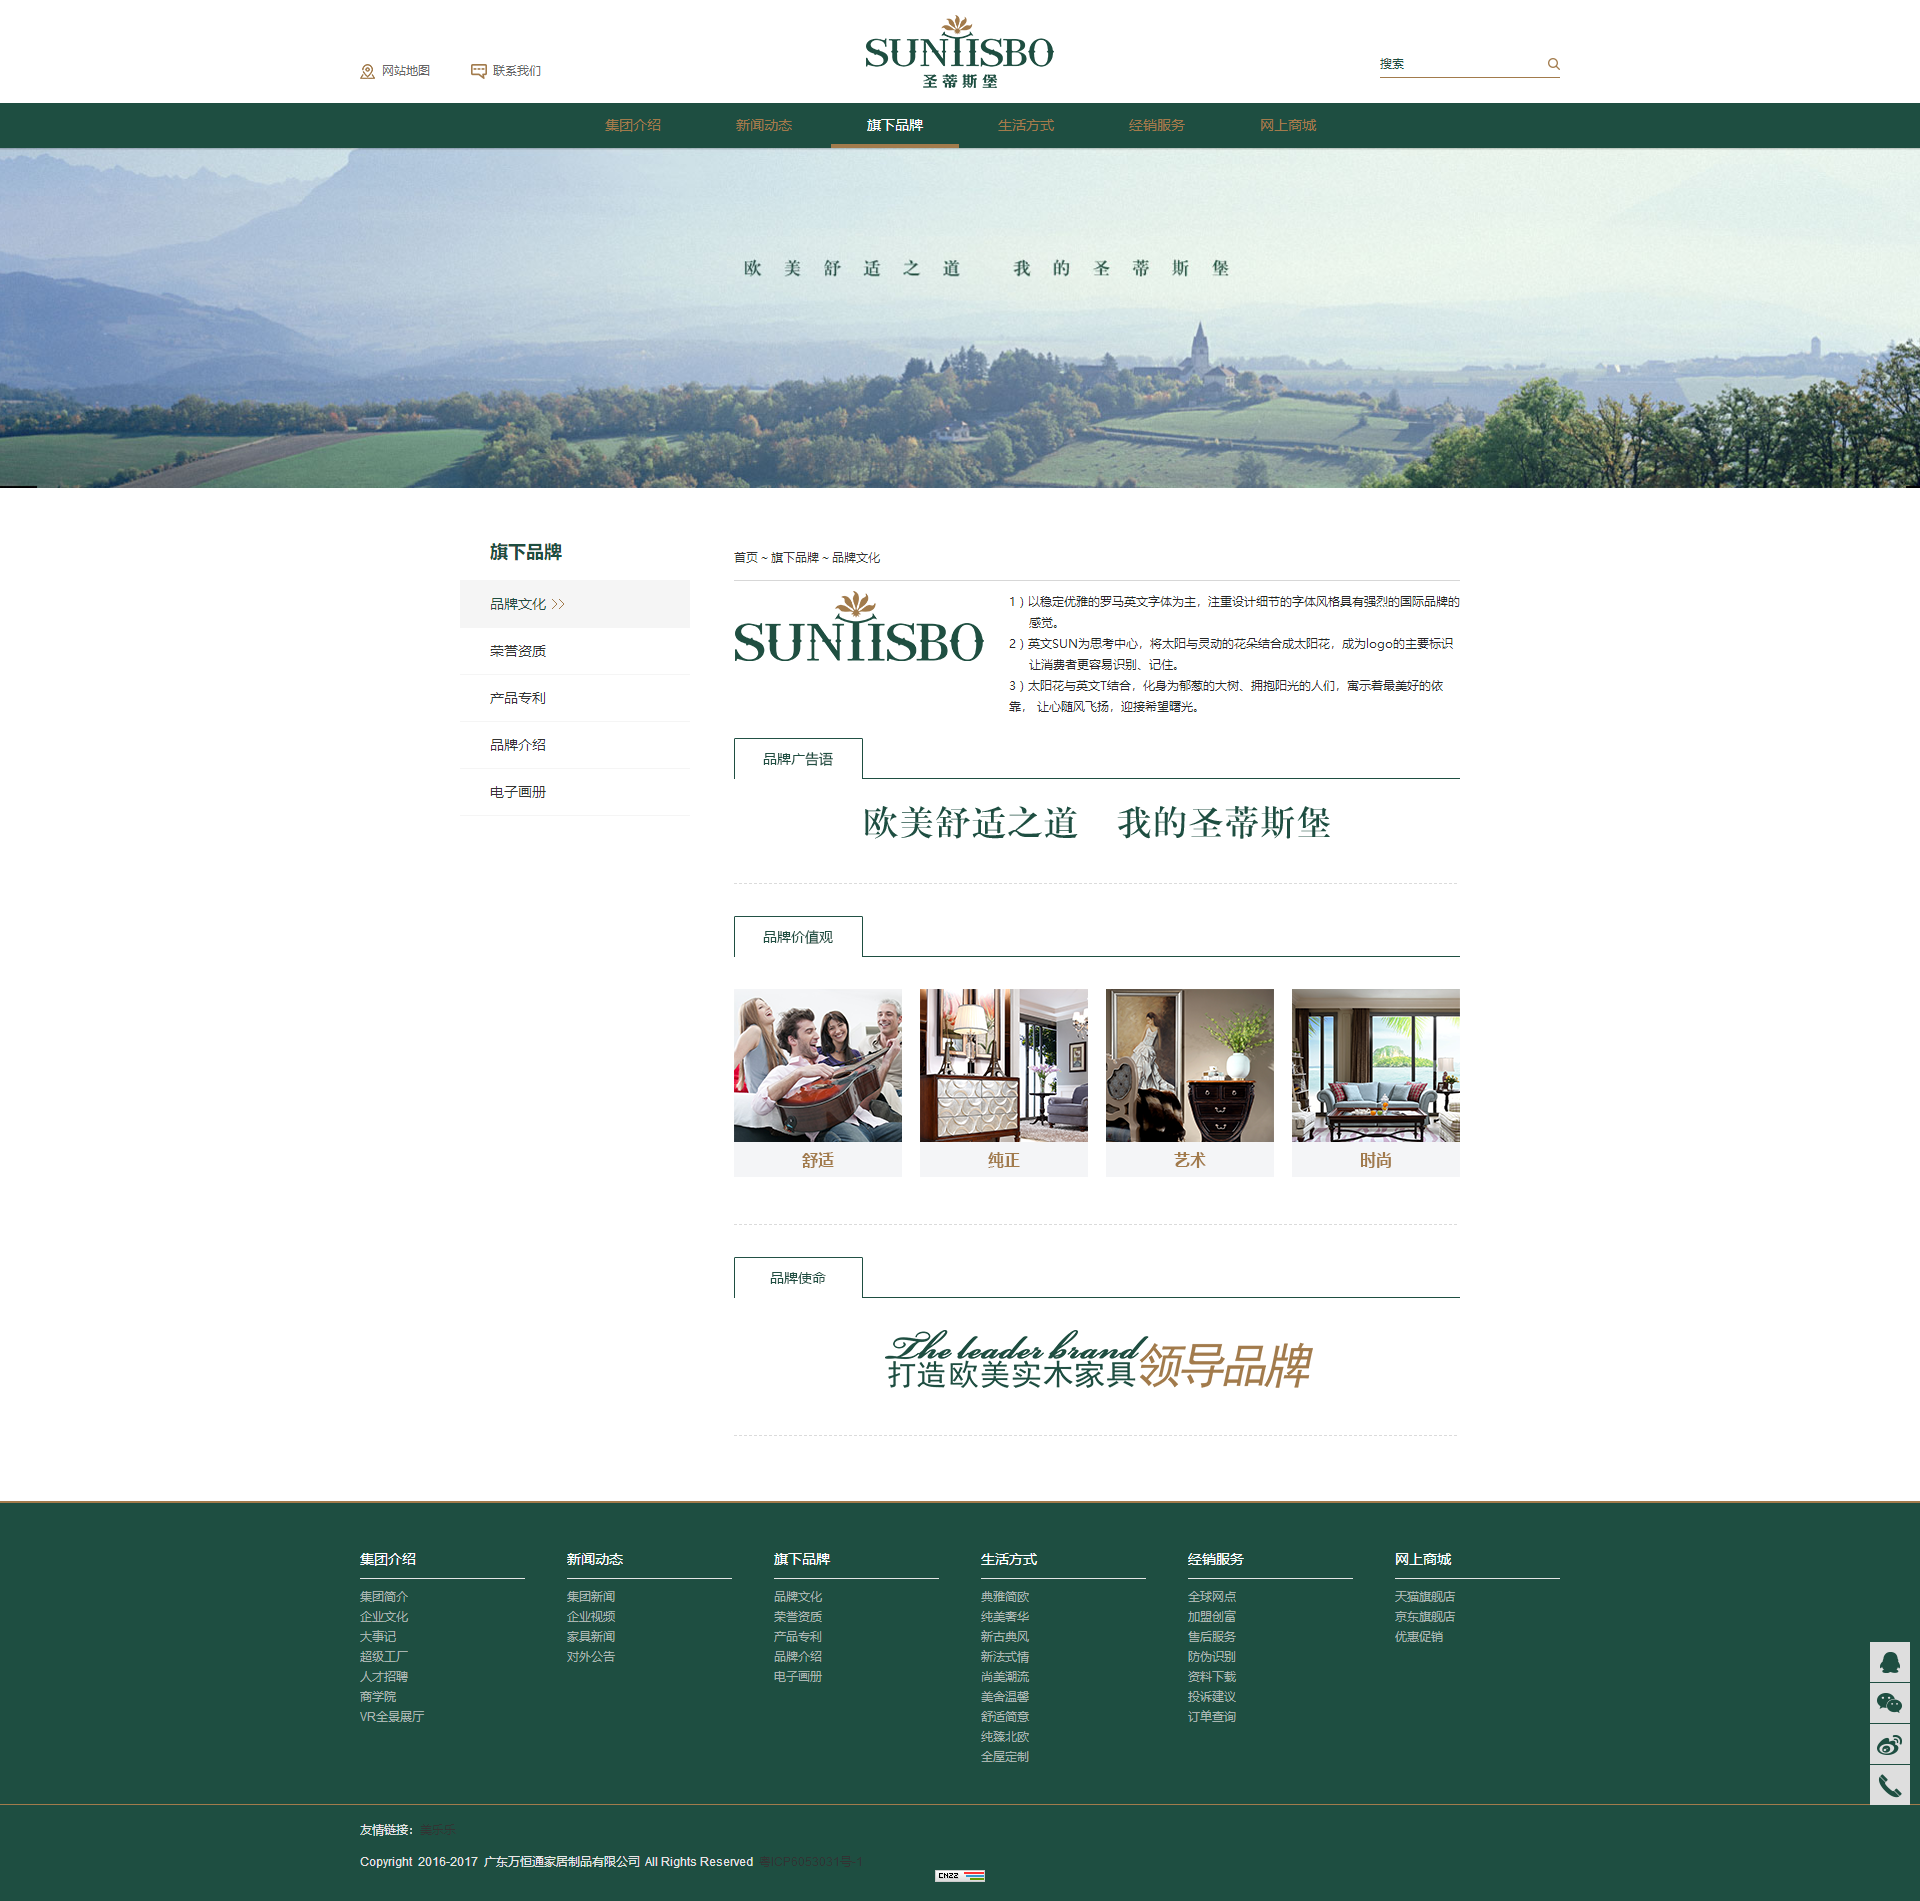 网站地图
联系我们
SUNTISBO
圣蒂斯堡
搜索
集团介绍
新闻动态
旗下品牌
生活方式
经销服务
网上商城
欧美舒适之道 我的圣蒂斯堡
旗下品牌
品牌文化 >>
荣誉资质
产品专利
品牌介绍
电子画册
首页 ~ 旗下品牌 ~ 品牌文化
SUNTISBO
1 ) 以稳定优雅的罗马英文字体为主，注重设计细节的字体风格具有强烈的国际品牌的
感觉。
2 ) 英文SUN为思考中心，将太阳与灵动的花朵结合成太阳花，成为logo的主要标识
让消费者更容易识别、记住。
3 ) 太阳花与英文T结合，化身为郁葱的大树、拥抱阳光的人们，寓示着最美好的依
靠， 让心随风飞扬，迎接希望曙光。
品牌广告语
欧美舒适之道 我的圣蒂斯堡
品牌价值观
舒适
纯正
艺术
时尚
品牌使命
The leader brand
打造欧美实木家具领导品牌
集团介绍
集团简介
企业文化
大事记
超级工厂
人才招聘
商学院
VR全景展厅
新闻动态
集团新闻
企业视频
家具新闻
对外公告
旗下品牌
品牌文化
荣誉资质
产品专利
品牌介绍
电子画册
生活方式
典雅简欧
纯美奢华
新古典风
新法式情
尚美潮流
美舍温馨
舒适简意
纯臻北欧
全屋定制
经销服务
全球网点
加盟创富
售后服务
防伪识别
资料下载
投诉建议
订单查询
网上商城
天猫旗舰店
京东旗舰店
优惠促销
友情链接：
Copyright 2016-2017 广东万恒通家居制品有限公司 All Rights Reserved
CNZZ